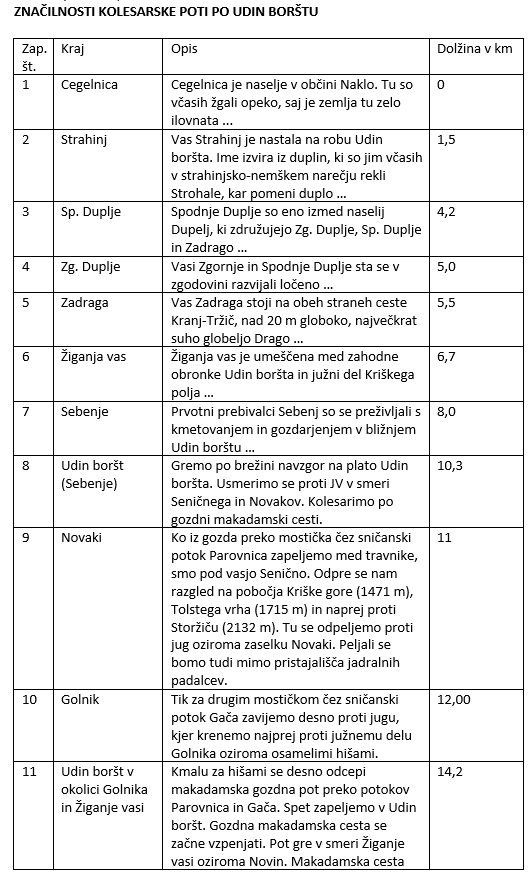 ZNAČILNOSTI KOLESARSKE POTI PO UDIN BORŠTU
Zap. št. Kraj Opis Dolžina v km
1 Cegelnica Cegelnica je naselje v občini Naklo. Tu so 0
včasih žgali opeko, saj je zemlja tu zelo
ilovnata ...
2 Strahinj Vas Strahinj je nastala na robu Udin 1,5
boršta. Ime izvira iz duplin, ki so jim včasih
v strahinjsko-nemškem narečju rekli
Strohale, kar pomeni duplo ...
3 Sp. Duplje Spodnje Duplje so eno izmed naselij 4,2
Dupelj, ki združujejo Zg. Duplje, Sp. Duplje
in Zadrago ...
4 Zg. Duplje Vasi Zgornje in Spodnje Duplje sta se v 5,0
zgodovini razvijali ločeno ...
5 Zadraga Vas Zadraga stoji na obeh straneh ceste 5,5
Kranj-Tržič, nad 20 m globoko, največkrat
suho globeljo Drago ...
6 Žiganja vas Žiganja vas je umeščena med zahodne 6,7
obronke Udin boršta in južni del Kriškega
polja ...
7 Sebenje Prvotni prebivalci Sebenj so se preživljali s 8,0
kmetovanjem in gozdarjenjem v bližnjem
Udin borštu ...
8 Udin boršt Gremo po brežini navzgor na plato Udin 10,3
(Sebenje) boršta. Usmerimo se proti JV v smeri
Seničnega in Novakov. Kolesarimo po
gozdni makadamski cesti.
9 Novaki Ko iz gozda preko mostička čez sničanski 11
potok Parovnica zapeljemo med travnike,
smo pod vasjo Senično. Odpre se nam
razgled na pobočja Kriške gore (1471 m),
Tolstega vrha (1715 m) in naprej proti
Storžiču (2132 m). Tu se odpeljemo proti
jug oziroma zaselku Novaki. Peljali se
bomo tudi mimo pristajališča jadralnih
padalcev.
10 Golnik Tik za drugim mostičkom čez sničanski 12,00
potok Gača zavijemo desno proti jugu,
kjer krenemo najprej proti južnemu delu
Golnika oziroma osamelimi hišami.
11 Udin boršt v Kmalu za hišami se desno odcepi 14,2
okolici Golnika makadamska gozdna pot preko potokov
in Žiganje vasi Parovnica in Gača. Spet zapeljemo v Udin
boršt. Gozdna makadamska cesta se
začne vzpenjati. Pot gre v smeri Žiganje
vasi oziroma Novin. Makadamska cesta